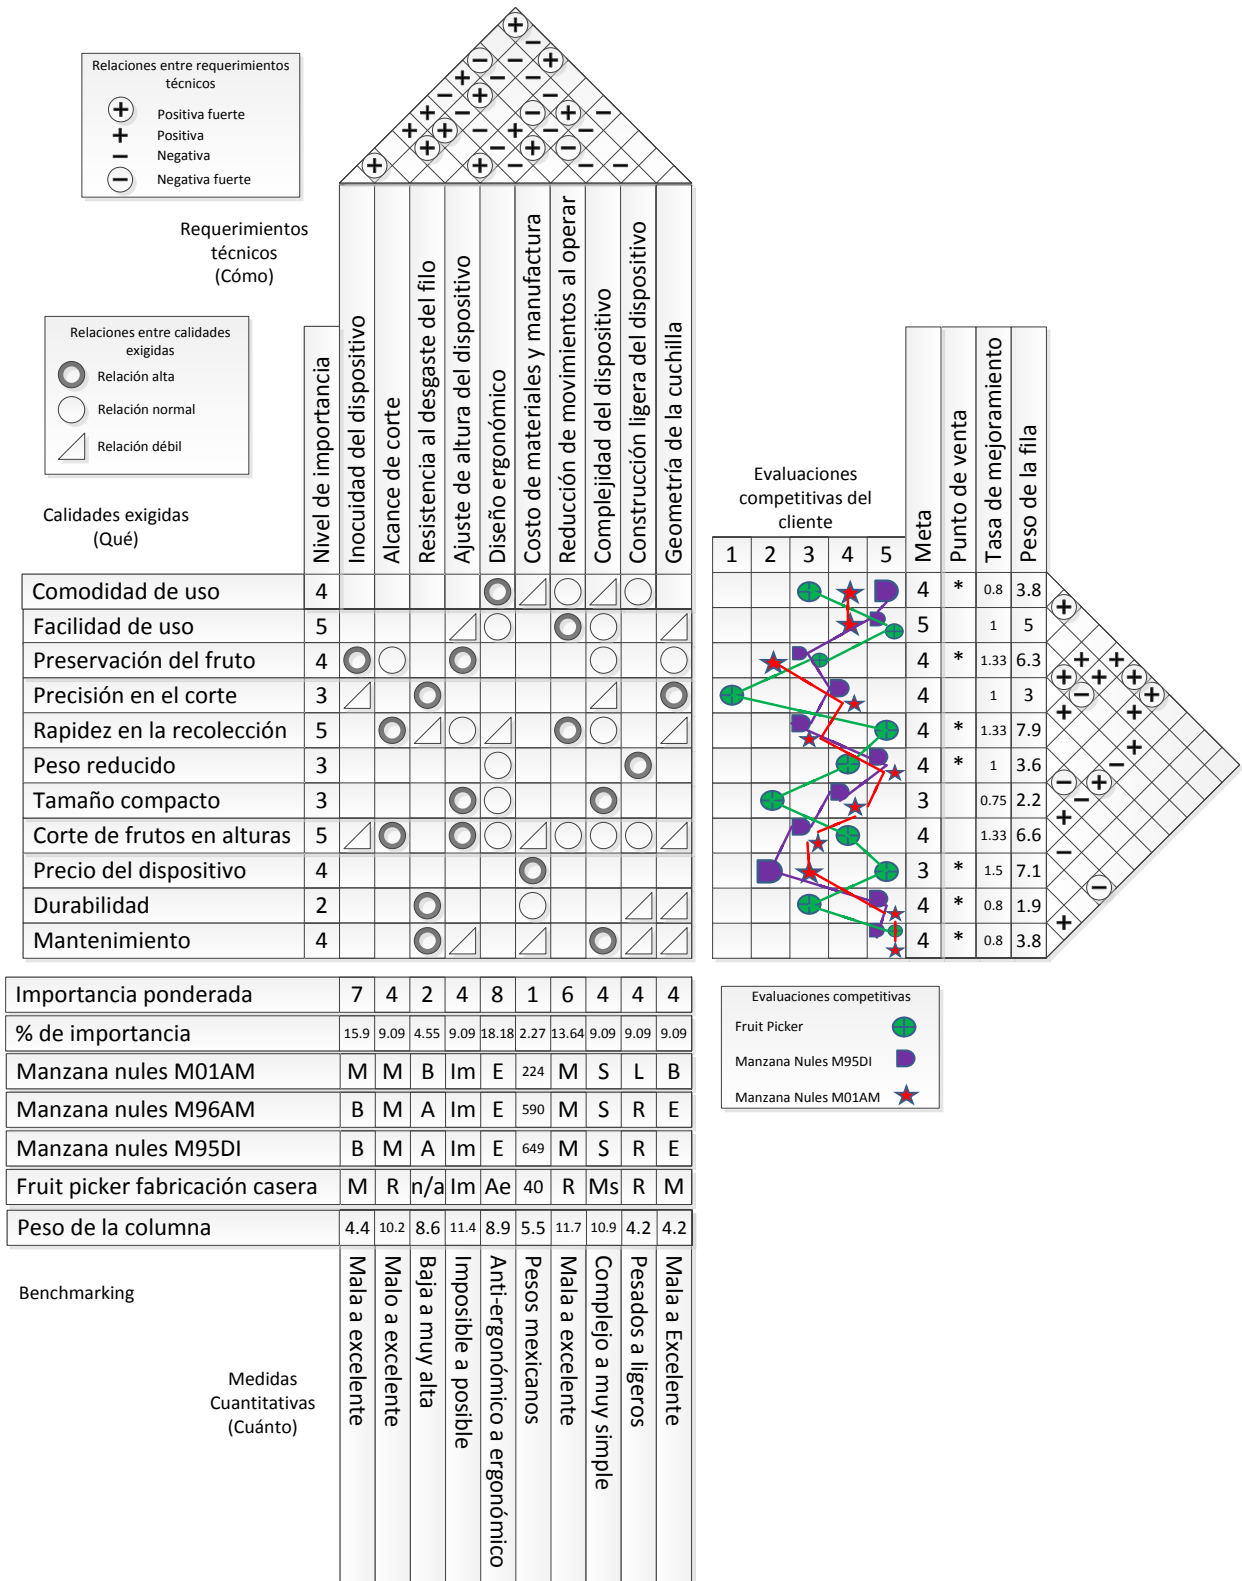 Relaciones entre requerimientos
técnicos
Positiva fuerte
Positiva
Negativa
Negativa fuerte
Requerimientos
técnicos
(Cómo)
Relaciones entre calidades
exigidas
Relación alta
Relación normal
Relación débil
Calidades exigidas
(Qué)
Nivel de importancia
Inocuidad del dispositivo
Alcance de corte
Resistencia al desgaste del filo
Ajuste de altura del dispositivo
Diseño ergonómico
Costo de materiales y manufactura
Reducción de movimientos al operar
Complejidad del dispositivo
Construcción ligera del dispositivo
Geometría de la cuchilla
Evaluaciones
competitivas del
cliente
1 2 3 4 5
Meta
Punto de venta
Tasa de mejoramiento
Peso de la fila
Comodidad de uso 4 4 * 0.8 3.8
Facilidad de uso 5 5 1 5
Preservación del fruto 4 4 * 1.33 6.3
Precisión en el corte 3 4 1 3
Rapidez en la recolección 5 4 * 1.33 7.9
Peso reducido 3 4 * 1 3.6
Tamaño compacto 3 3 0.75 2.2
Corte de frutos en alturas 5 4 1.33 6.6
Precio del dispositivo 4 3 * 1.5 7.1
Durabilidad 2 4 * 0.8 1.9
Mantenimiento 4 4 * 0.8 3.8
Importancia ponderada 7 4 2 4 8 1 6 4 4 4
% de importancia 15.9 9.09 4.55 9.09 18.18 2.27 13.64 9.09 9.09 9.09
Manzana nules M01AM M M B Im E 224 M S L B
Manzana nules M96AM B M A Im E 590 M S R E
Manzana nules M95DI B M A Im E 649 M S R E
Fruit picker fabricación casera M R n/a Im Ae 40 R Ms R M
Peso de la columna 4.4 10.2 8.6 11.4 8.9 5.5 11.7 10.9 4.2 4.2
Evaluaciones competitivas
Fruit Picker
Manzana Nules M95DI
Manzana Nules M01AM
Benchmarking
Medidas
Cuantitativas
(Cuánto)
Mala a excelente
Malo a excelente
Baja a muy alta
Imposible a posible
Anti-ergonómico a ergonómico
Pesos mexicanos
Mala a excelente
Complejo a muy simple
Pesados a ligeros
Mala a Excelente